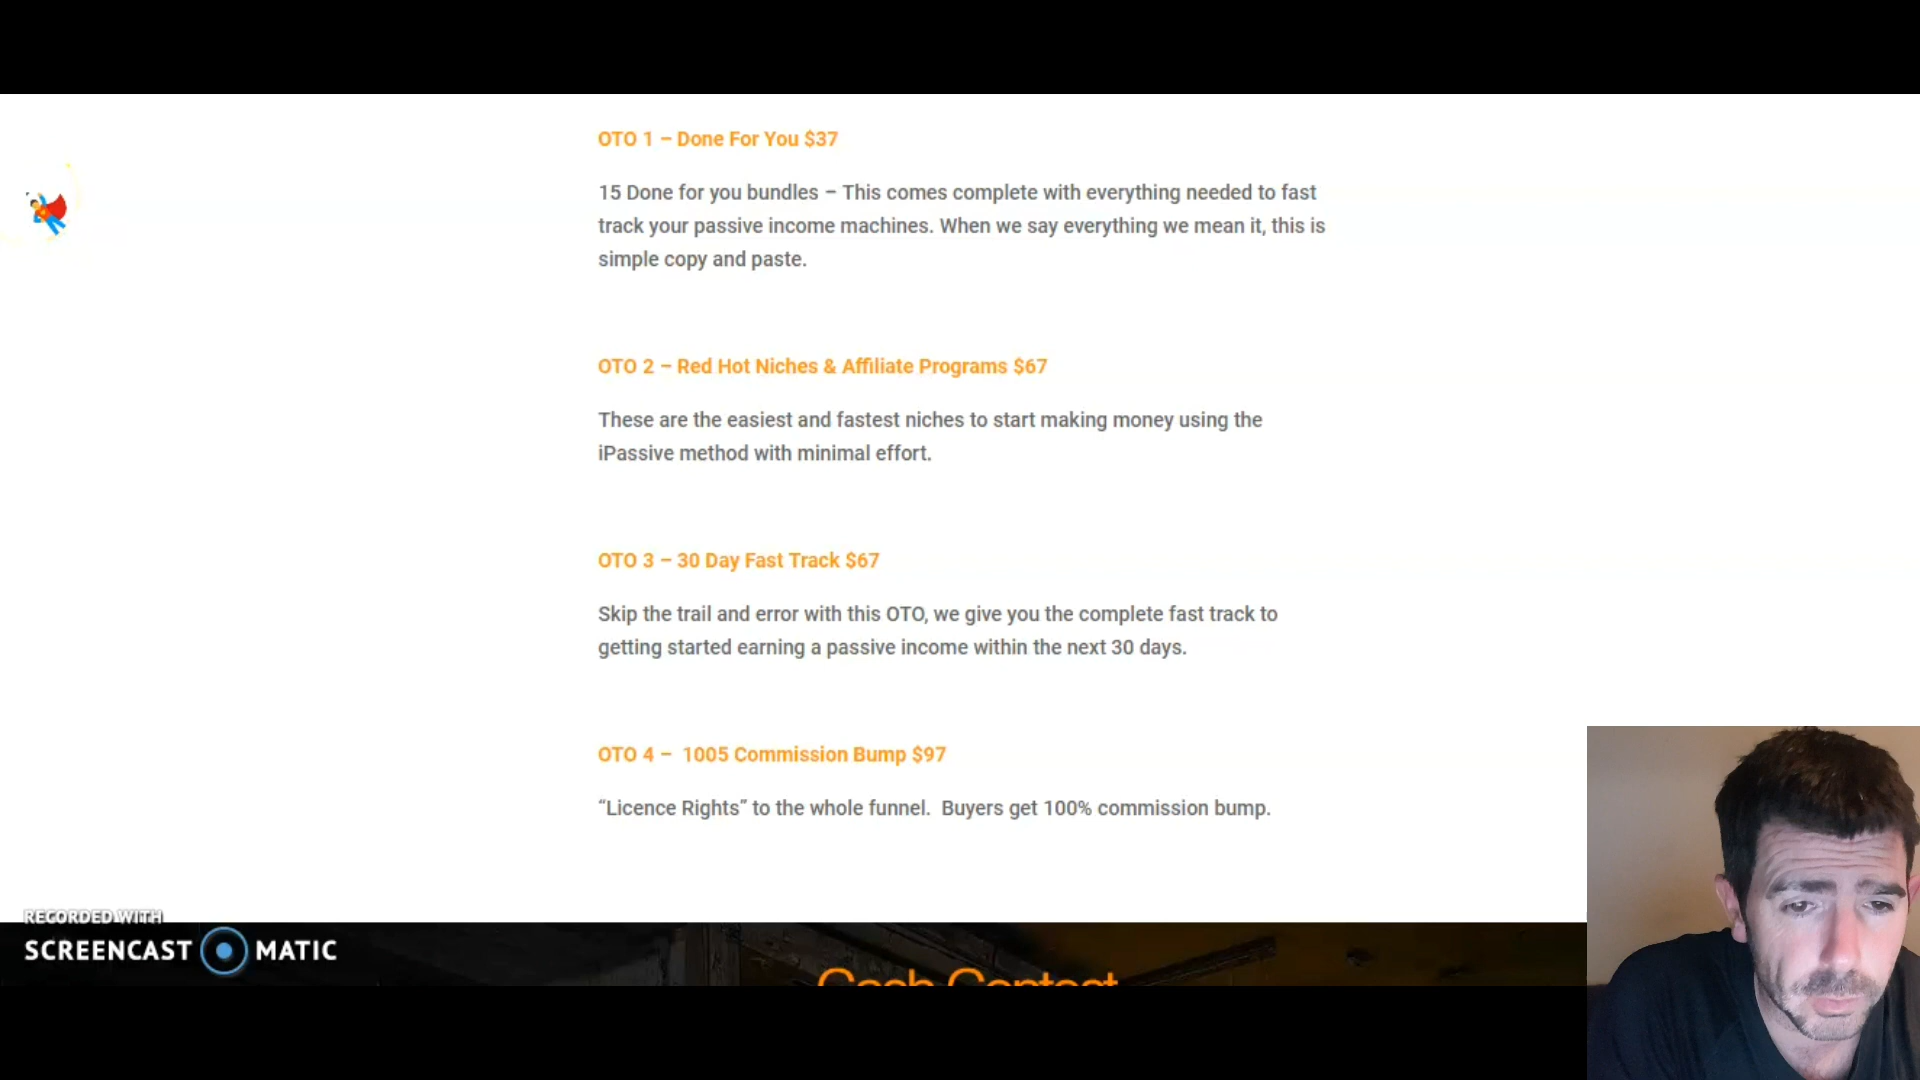 OTO 1 – Done For You $37
15 Done for you bundles – This comes complete with everything needed to fast
track your passive income machines. When we say everything we mean it, this is
simple copy and paste.
OTO 2 – Red Hot Niches & Affiliate Programs $67
These are the easiest and fastest niches to start making money using the
iPassive method with minimal effort.
OTO 3 – 30 Day Fast Track $67
Skip the trail and error with this OTO, we give you the complete fast track to
getting started earning a passive income within the next 30 days.
OTO 4 –  1005 Commission Bump $97
“Licence Rights” to the whole funnel.  Buyers get 100% commission bump.
RECORDED WITH
SCREENCAST MATIC
Cash Contest